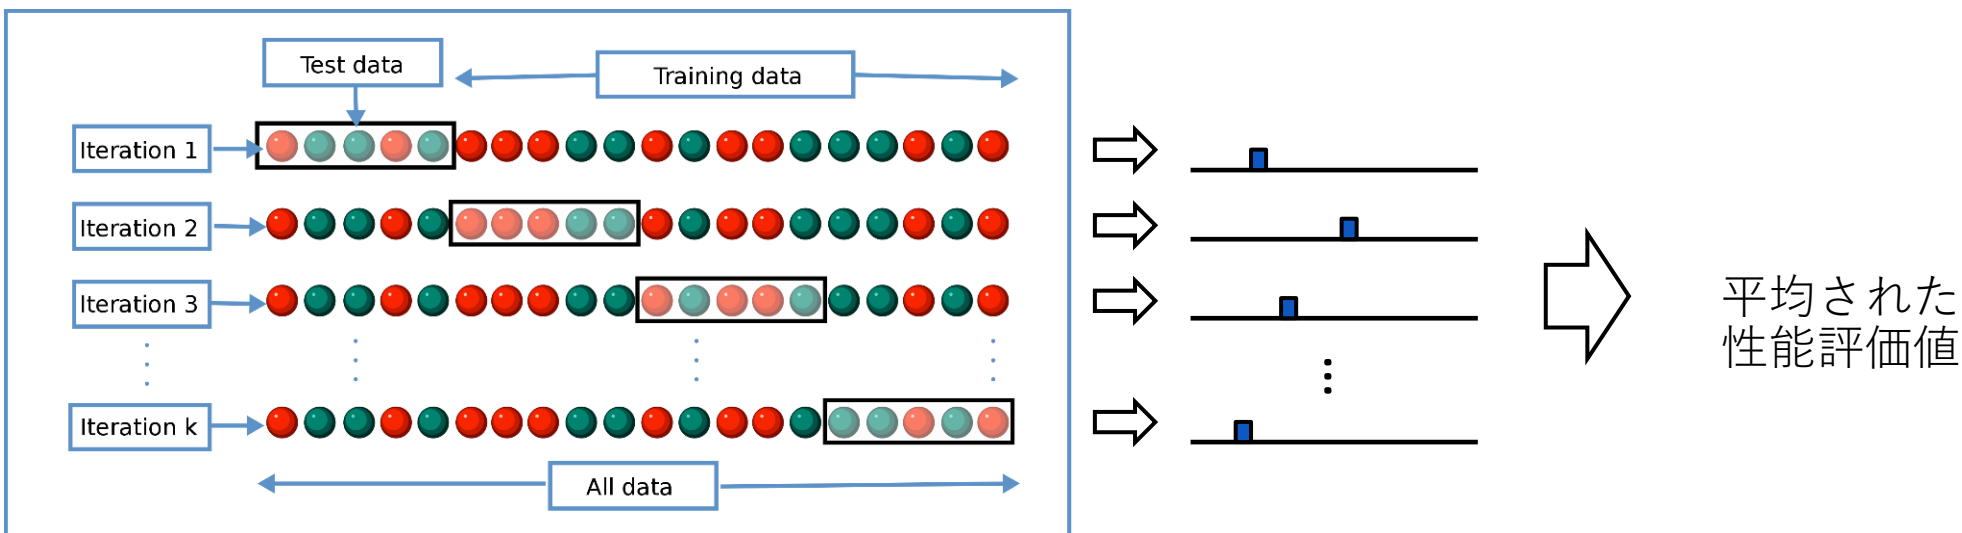 Test data
Training data
Iteration 1
Iteration 2
Iteration 3
Iteration k
All data
平均された
性能評価値